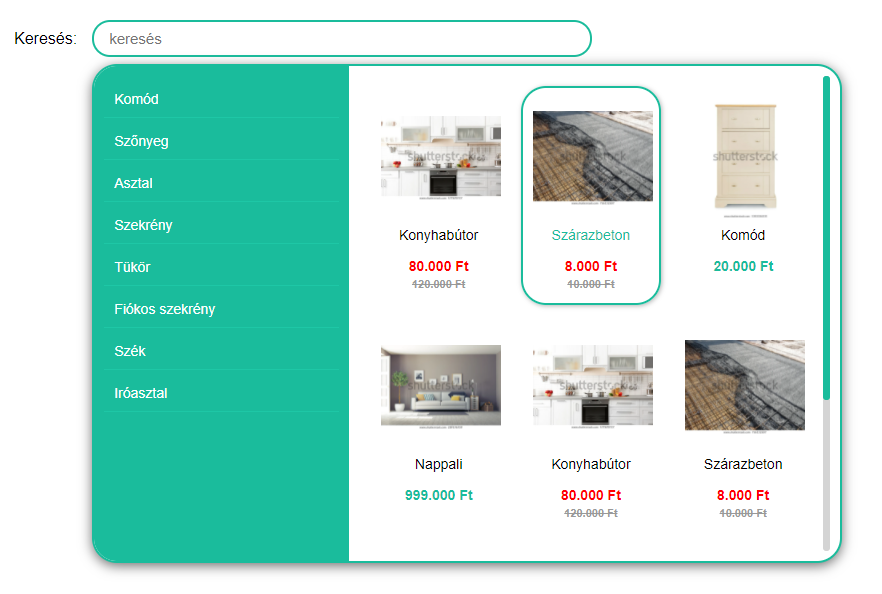 Keresés:
keresés
Komód
Szőnyeg
Asztal
Szekrény
Tükör
Fiókos szekrény
Szék
Iróasztal
shutterstock
Konyhabútor
80.000 Ft
120.000 Ft
shutterstock
Szárazbeton
8.000 Ft
10.000 Ft
shutterstock
Komód
20.000 Ft
shutterstock
Nappali
999.000 Ft
shutterstock
Konyhabútor
80.000 Ft
120.000 Ft
shutterstock
Szárazbeton
8.000 Ft
10.000 Ft